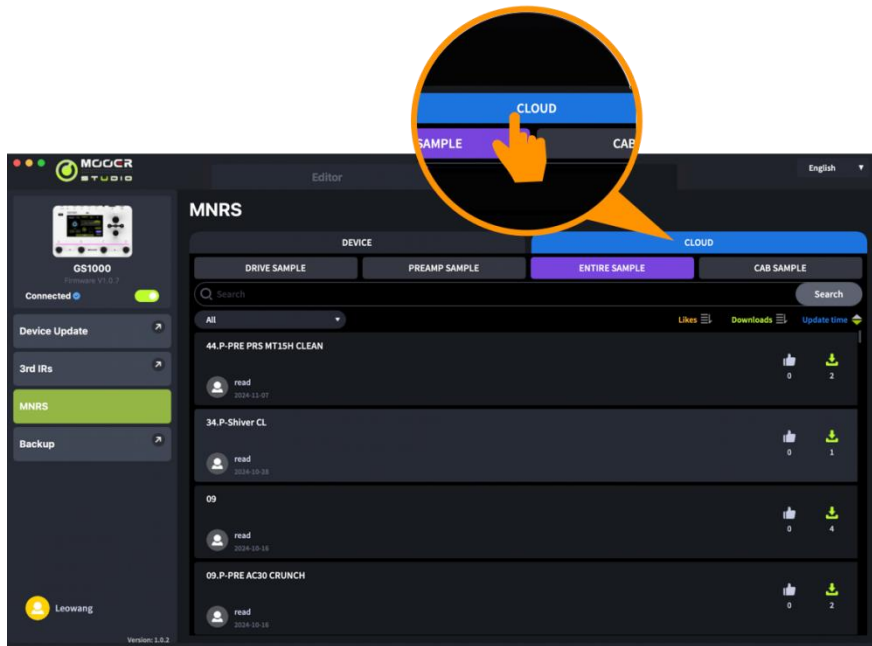 CLOUD
SAMPLE
CAB
MOOER
STUDIO
Editor
English
GS1000
Firmware V1.0.7
Connected
Device Update
3rd IRs
MNRS
Backup
Leowang
Version: 1.0.2
MNRS
DEVICE
CLOUD
DRIVE SAMPLE
PREAMP SAMPLE
ENTIRE SAMPLE
CAB SAMPLE
Search
Search
All
Likes
Downloads
Update time
44.P-PRE PRS MT15H CLEAN
read
2024-11-07
0
2
34.P-Shiver CL
read
2024-10-28
0
1
09
read
2024-10-18
0
4
09.P-PRE AC30 CRUNCH
read
2024-10-16
0
2